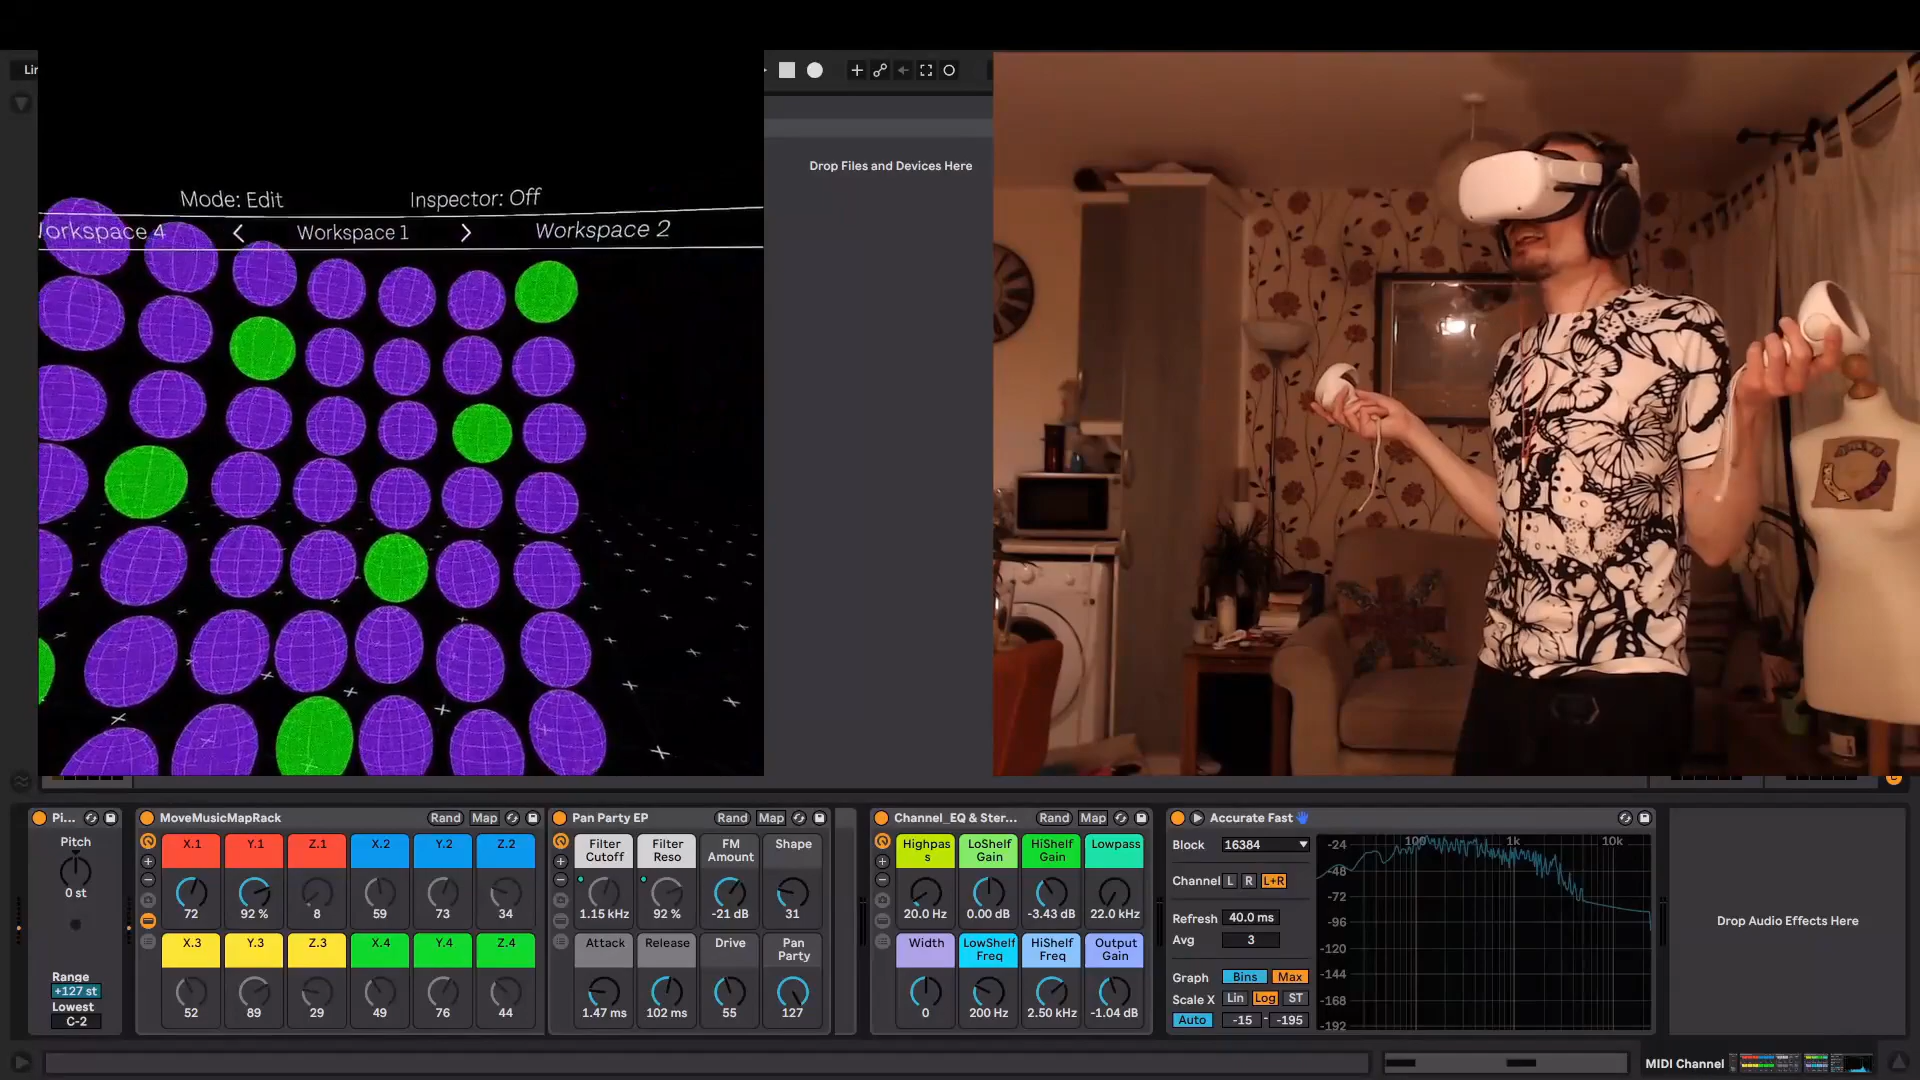 Lir
Drop Files and Devices Here
Mode: Edit
Inspector: Off
Workspace 4
Workspace 1
Workspace 2
Pi...
Pitch
0 st
Range
+127 st
Lowest
C-2
MoveMusicMapRack
Rand
Map
X.1
Y.1
Z.1
X.2
Y.2
Z.2
72
92 %
8
59
73
34
X.3
Y.3
Z.3
X.4
Y.4
Z.4
52
89
29
49
76
44
Pan Party EP
Rand
Map
Filter Cutoff
Filter Reso
FM Amount
Shape
1.15 kHz
92 %
-21 dB
31
Attack
Release
Drive
Pan Party
1.47 ms
102 ms
55
127
Channel_EQ & Ster...
Rand
Map
Highpass
LoShelf Gain
HiShelf Gain
Lowpass
20.0 Hz
0.00 dB
-3.43 dB
22.0 kHz
Width
LowShelf Freq
HiShelf Freq
Output Gain
0
200 Hz
2.50 kHz
-1.04 dB
Accurate Fast
Block
16384
Channel
L
R
L+R
Refresh
40.0 ms
Avg
3
Graph
Bins
Max
Scale X
Lin
Log
ST
Auto
-15
-
-195
100
1k
10k
-24
-48
-72
-96
-120
-144
-168
-192
Drop Audio Effects Here
MIDI Channel